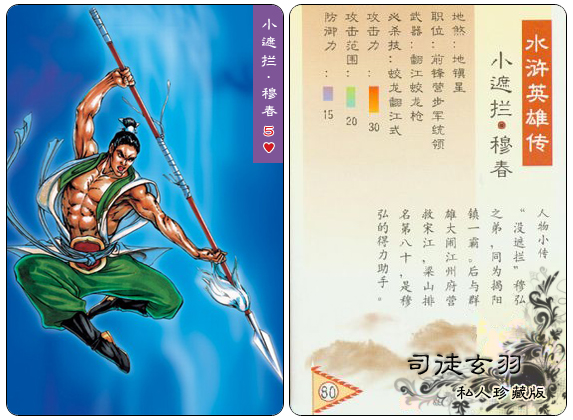 小遮拦·穆春 5♥
水浒英雄传
小遮拦·穆春
地煞：地镇星
职位：前锋营步军统领
武器：翻江蛟龙枪
必杀技：蛟龙翻江式
攻击力：30
攻击范围：20
防御力：15
人物小传
“没遮拦”穆弘
之弟，同为揭阳
镇一霸。后与群
雄大闹江州府营
救宋江，梁山排
名第八十，是穆
弘的得力助手。
80
司徒玄羽
私人珍藏版